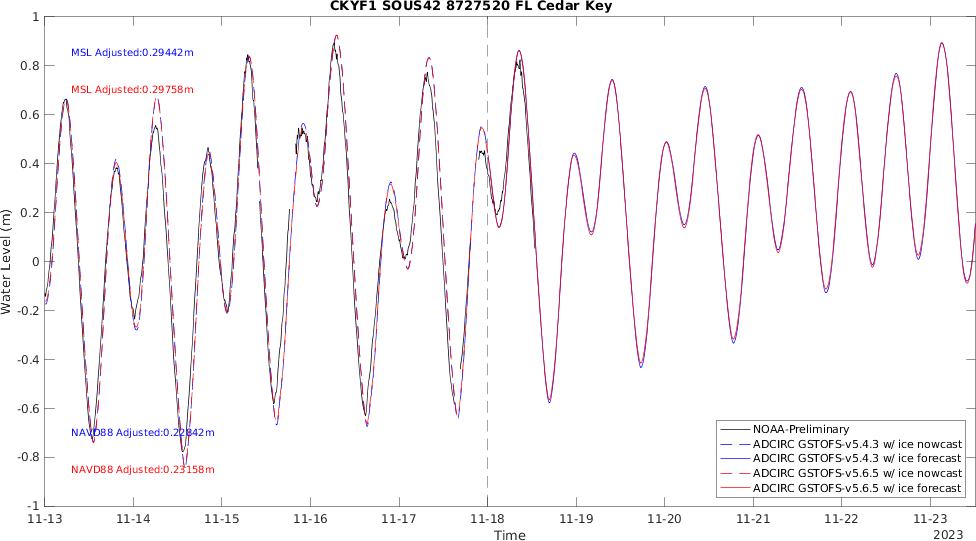 CKYF1 SOUS42 8727520 FL Cedar Key
1
0.8
0.6
0.4
0.2
0
-0.2
-0.4
-0.6
-0.8
-1
Water Level (m)
MSL Adjusted:0.29442m
MSL Adjusted:0.29758m
NAVD88 Adjusted:0.22842m
NAVD88 Adjusted:0.23158m
NOAA-Preliminary
ADCIRC GSTOFS-v5.4.3 w/ ice nowcast
ADCIRC GSTOFS-v5.4.3 w/ ice forecast
ADCIRC GSTOFS-v5.6.5 w/ ice nowcast
ADCIRC GSTOFS-v5.6.5 w/ ice forecast
11-13 11-14 11-15 11-16 11-17 11-18 11-19 11-20 11-21 11-22 11-23
Time
2023